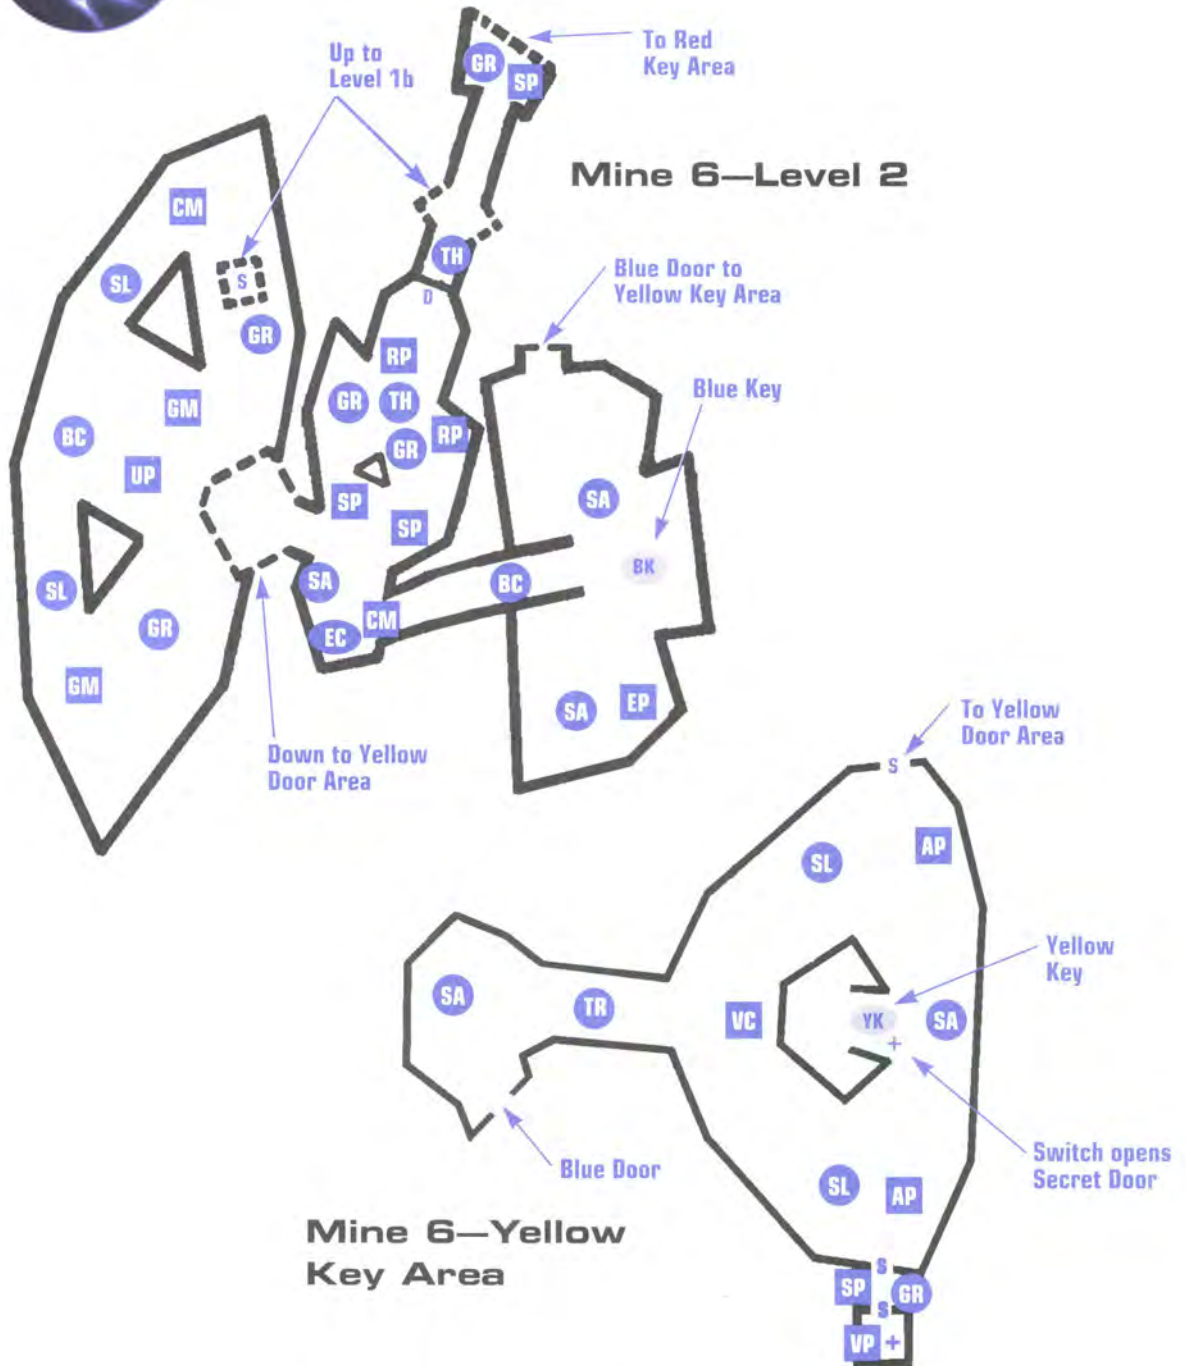 Up to
Level 1b
To Red
Key Area
GR
SP
Mine 6—Level 2
CM
SL
S
GR
TH
D
Blue Door to
Yellow Key Area
RP
Blue Key
GR
TH
GM
BC
GR
RP
UP
SP
SP
SA
BK
SL
SA
BC
CM
EC
GR
GM
SA
EP
Down to Yellow
Door Area
To Yellow
Door Area
S
AP
SL
Yellow
Key
SA
TR
VC
YK
SA
+
Switch opens
Secret Door
Blue Door
SL
AP
Mine 6—Yellow
Key Area
S
SP
GR
S
VP +